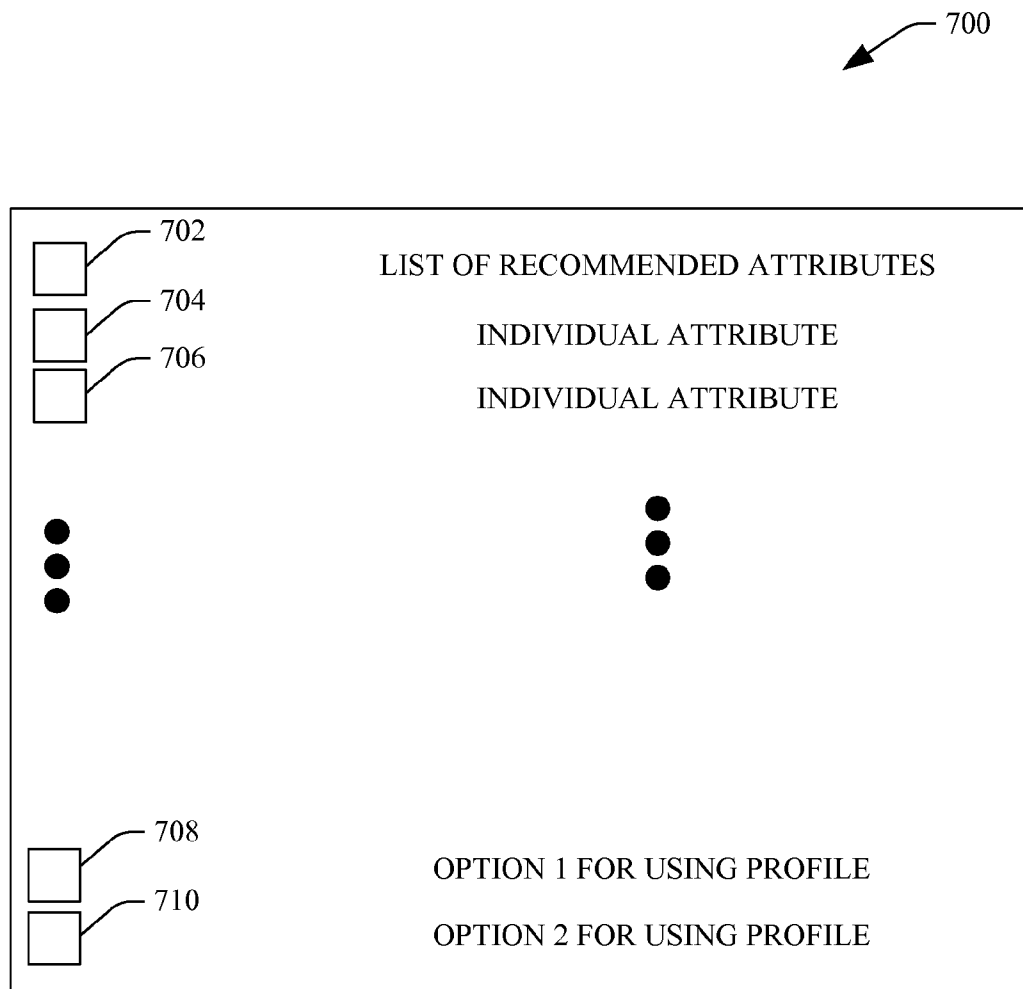 700
702
LIST OF RECOMMENDED ATTRIBUTES
704
INDIVIDUAL ATTRIBUTE
706
INDIVIDUAL ATTRIBUTE
708
OPTION 1 FOR USING PROFILE
710
OPTION 2 FOR USING PROFILE